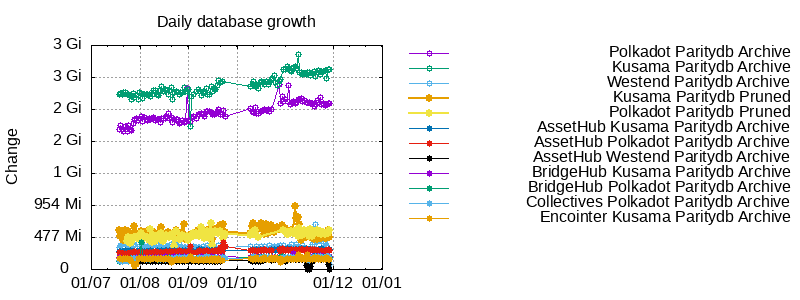 Daily database growth
3 Gi
3 Gi
2 Gi
2 Gi
1 Gi
954 Mi
477 Mi
0
Change
01/07 01/08 01/09 01/10 01/12 01/01
Polkadot Paritydb Archive
Kusama Paritydb Archive
Westend Paritydb Archive
Kusama Paritydb Pruned
Polkadot Paritydb Pruned
AssetHub Kusama Paritydb Archive
AssetHub Polkadot Paritydb Archive
AssetHub Westend Paritydb Archive
BridgeHub Kusama Paritydb Archive
BridgeHub Polkadot Paritydb Archive
Collectives Polkadot Paritydb Archive
Encointer Kusama Paritydb Archive